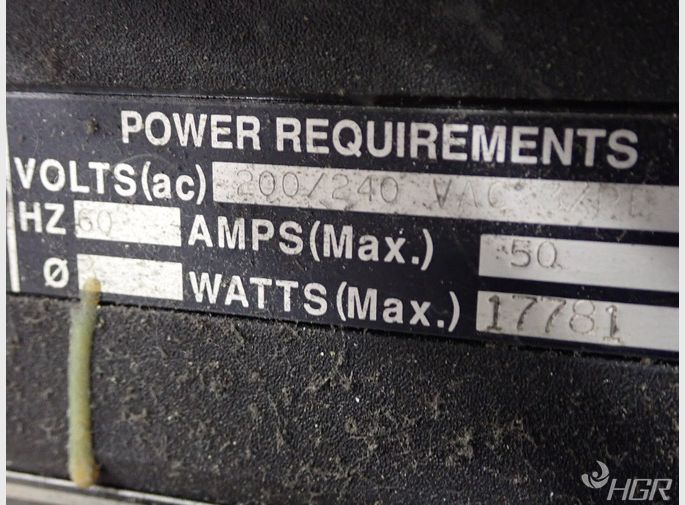 POWER REQUIREMENTS
VOLTS(ac) 200/240 VAC
HZ 60 AMPS(Max.) 50
Ø WATTS(Max.) 17781
HGR